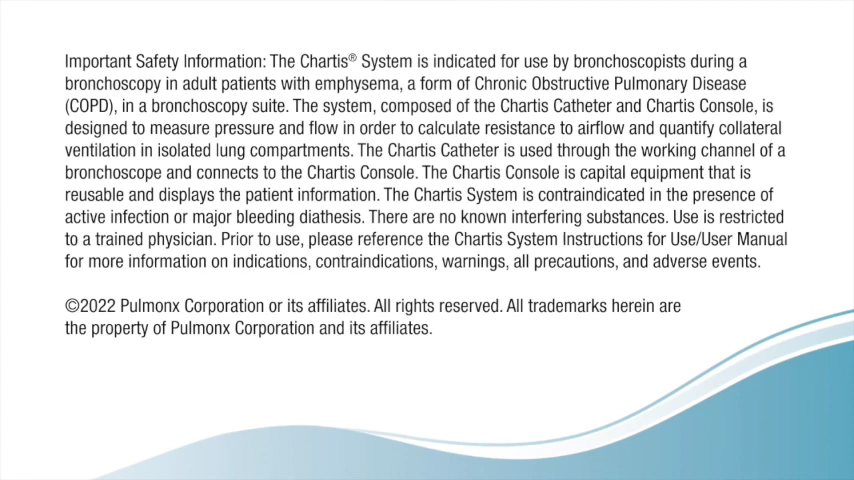 Important Safety Information: The Chartis® System is indicated for use by bronchoscopists during a
bronchoscopy in adult patients with emphysema, a form of Chronic Obstructive Pulmonary Disease
(COPD), in a bronchoscopy suite. The system, composed of the Chartis Catheter and Chartis Console, is
designed to measure pressure and flow in order to calculate resistance to airflow and quantify collateral
ventilation in isolated lung compartments. The Chartis Catheter is used through the working channel of a
bronchoscope and connects to the Chartis Console. The Chartis Console is capital equipment that is
reusable and displays the patient information. The Chartis System is contraindicated in the presence of
active infection or major bleeding diathesis. There are no known interfering substances. Use is restricted
to a trained physician. Prior to use, please reference the Chartis System Instructions for Use/User Manual
for more information on indications, contraindications, warnings, all precautions, and adverse events.
©2022 Pulmonx Corporation or its affiliates. All rights reserved. All trademarks herein are
the property of Pulmonx Corporation and its affiliates.